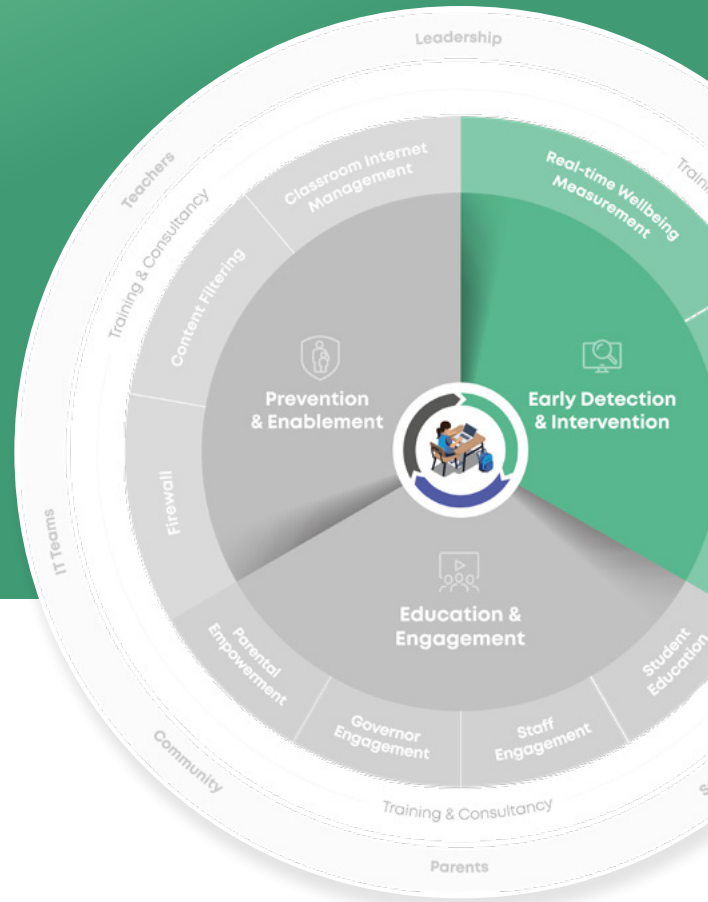 Leadership
Teachers
Training & Consultancy
Classroom Internet
Management
Real-time Wellbeing
Measurement
Content Filtering
Prevention
& Enablement
Early Detection
& Intervention
Firewall
IT Teams
Education &
Engagement
Parental
Empowerment
Governor
Engagement
Staff
Engagement
Student
Education
Community
Training & Consultancy
Parents